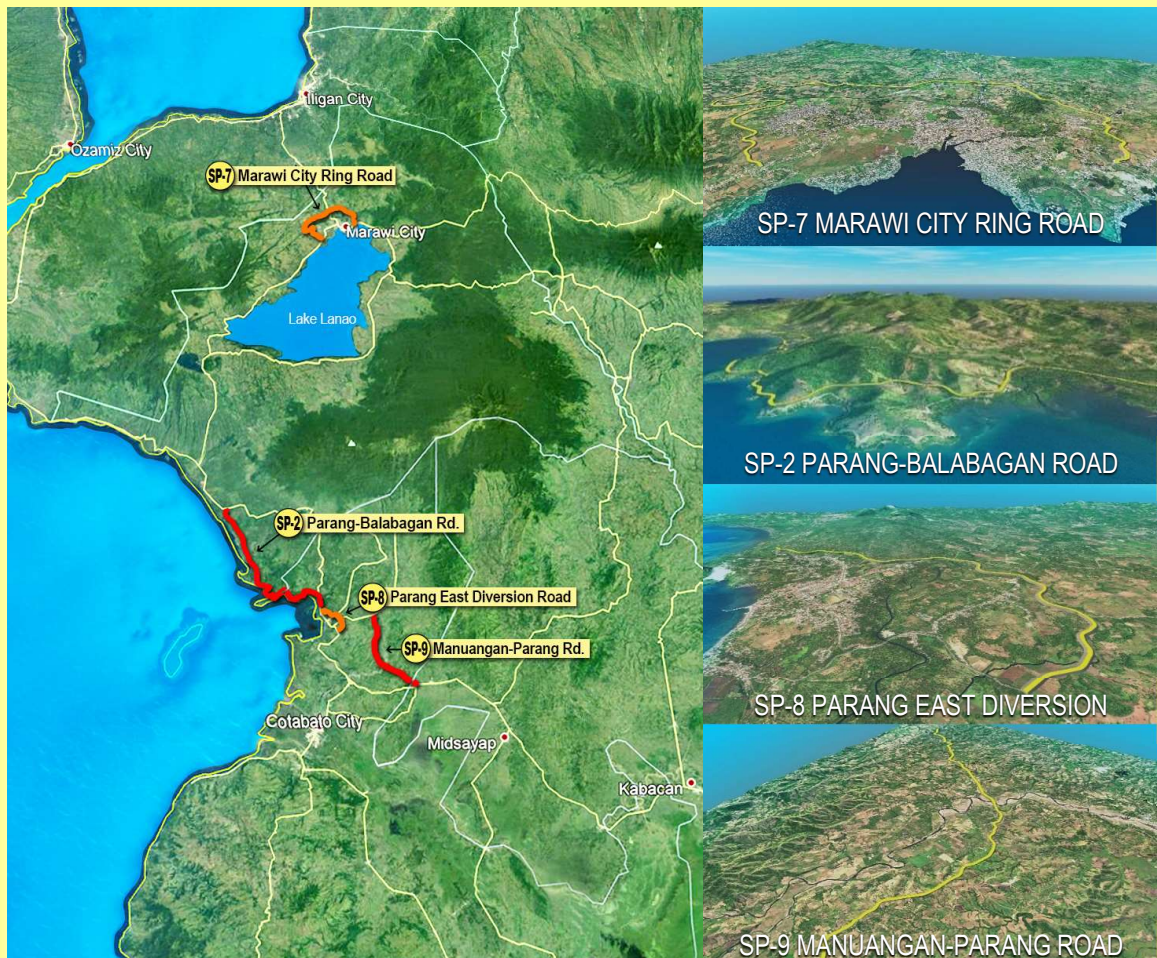 Iligan City
Ozamiz City
SP-7 Marawi City Ring Road
Marawi City
Lake Lanao
SP-2 Parang-Balabagan Rd.
SP-8 Parang East Diversion Road
SP-9 Manuangan-Parang Rd.
Cotabato City
Midsayap
Kabacan
SP-7 MARAWI CITY RING ROAD
SP-2 PARANG-BALABAGAN ROAD
SP-8 PARANG EAST DIVERSION
SP-9 MANUANGAN-PARANG ROAD